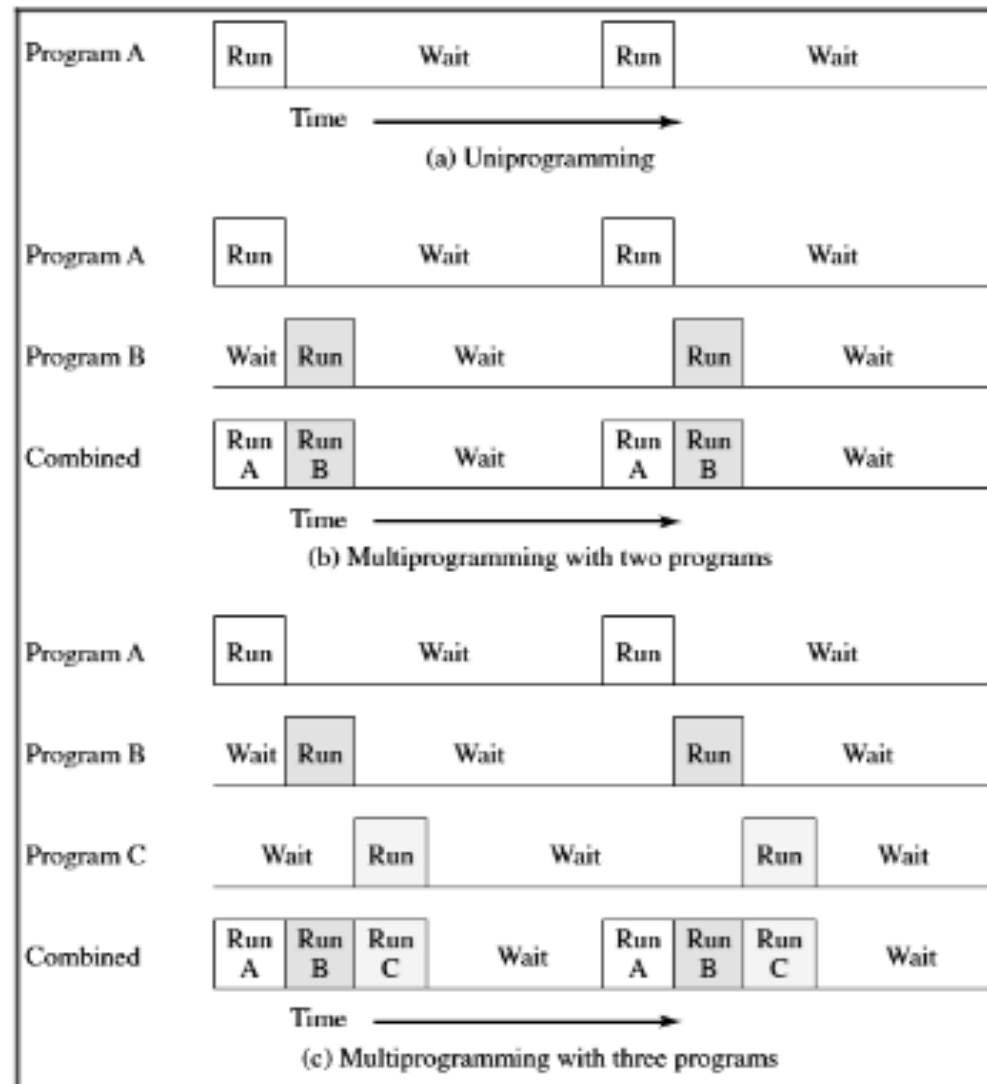 Program A Run Wait Run Wait
Time
(a) Uniprogramming
Program A Run Wait Run Wait
Program B Wait Run Wait Run Wait
Combined Run A Run B Wait Run A Run B Wait
Time
(b) Multiprogramming with two programs
Program A Run Wait Run Wait
Program B Wait Run Wait Run Wait
Program C Wait Run Wait Run Wait
Combined Run A Run B Run C Wait Run A Run B Run C Wait
Time
(c) Multiprogramming with three programs